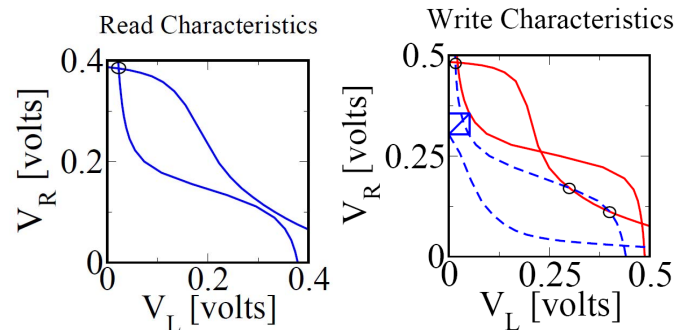 Read Characteristics
0.4
0.2
0
0
0.2
0.4
V_R [volts]
V_L [volts]
Write Characteristics
0.5
0.25
0
0
0.25
0.5
V_R [volts]
V_L [volts]